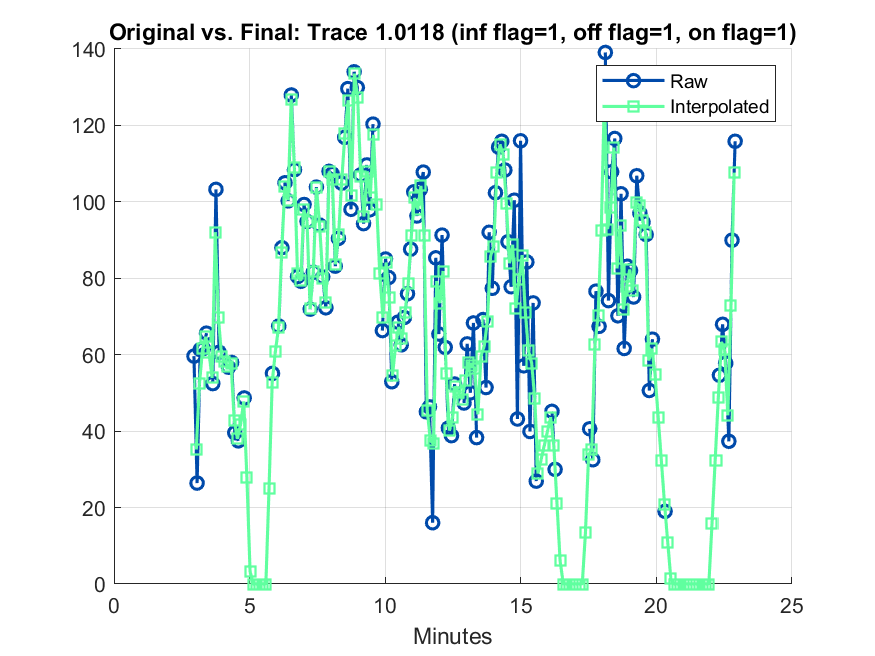 Original vs. Final: Trace 1.0118 (inf flag=1, off flag=1, on flag=1)
140
120
100
80
60
40
20
0
Raw
Interpolated
0 5 10 15 20 25
Minutes